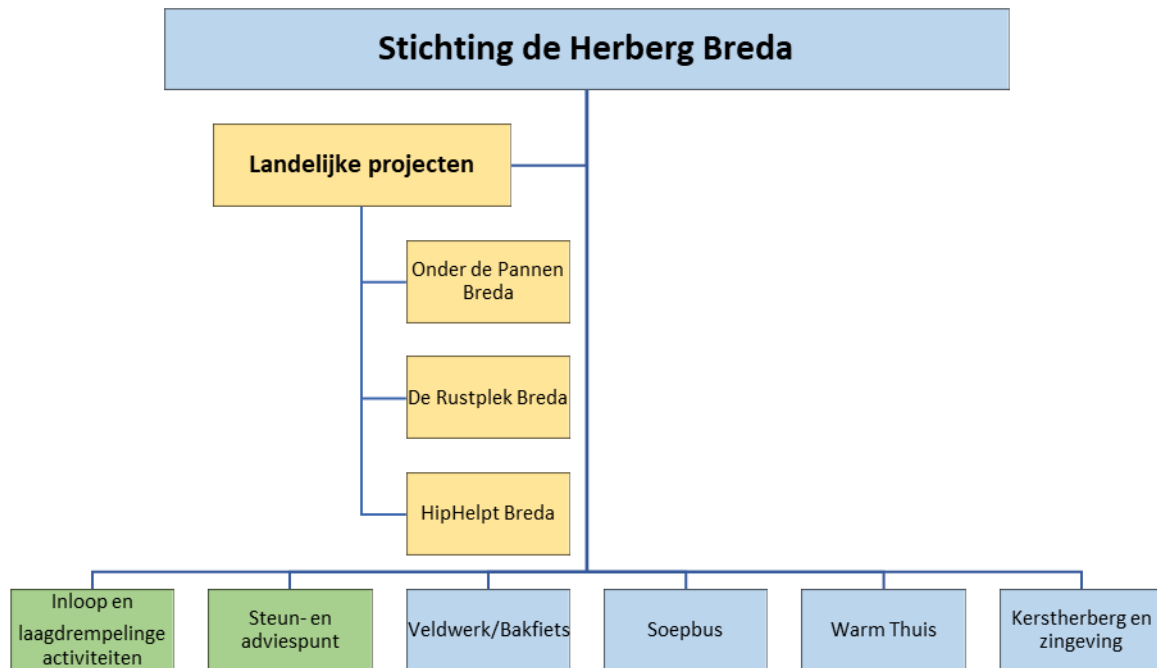 Stichting de Herberg Breda
Landelijke projecten
Onder de Pannen
Breda
De Rustplek Breda
HipHelpt Breda
Inloop en
laagdrempelinge
activiteiten
Steun- en
adviespunt
Veldwerk/Bakfiets
Soepbus
Warm Thuis
Kerstherberg en
zingeving